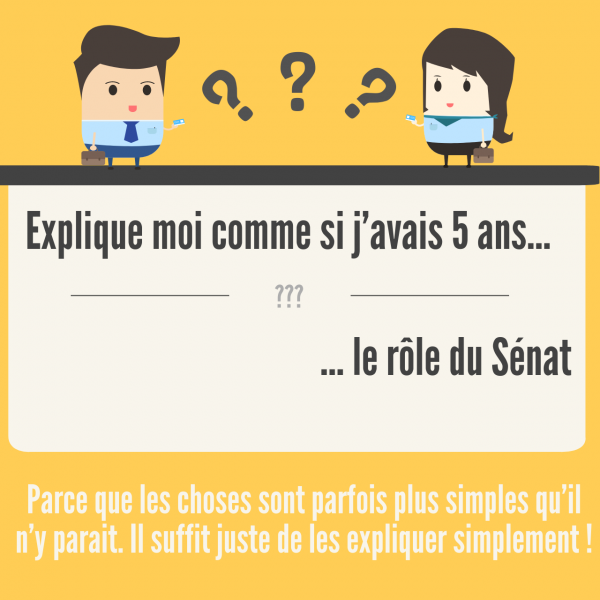 ? ? ?
Explique moi comme si j'avais 5 ans...
???
... le rôle du Sénat
Parce que les choses sont parfois plus simples qu'il
n'y parait. Il suffit juste de les expliquer simplement !